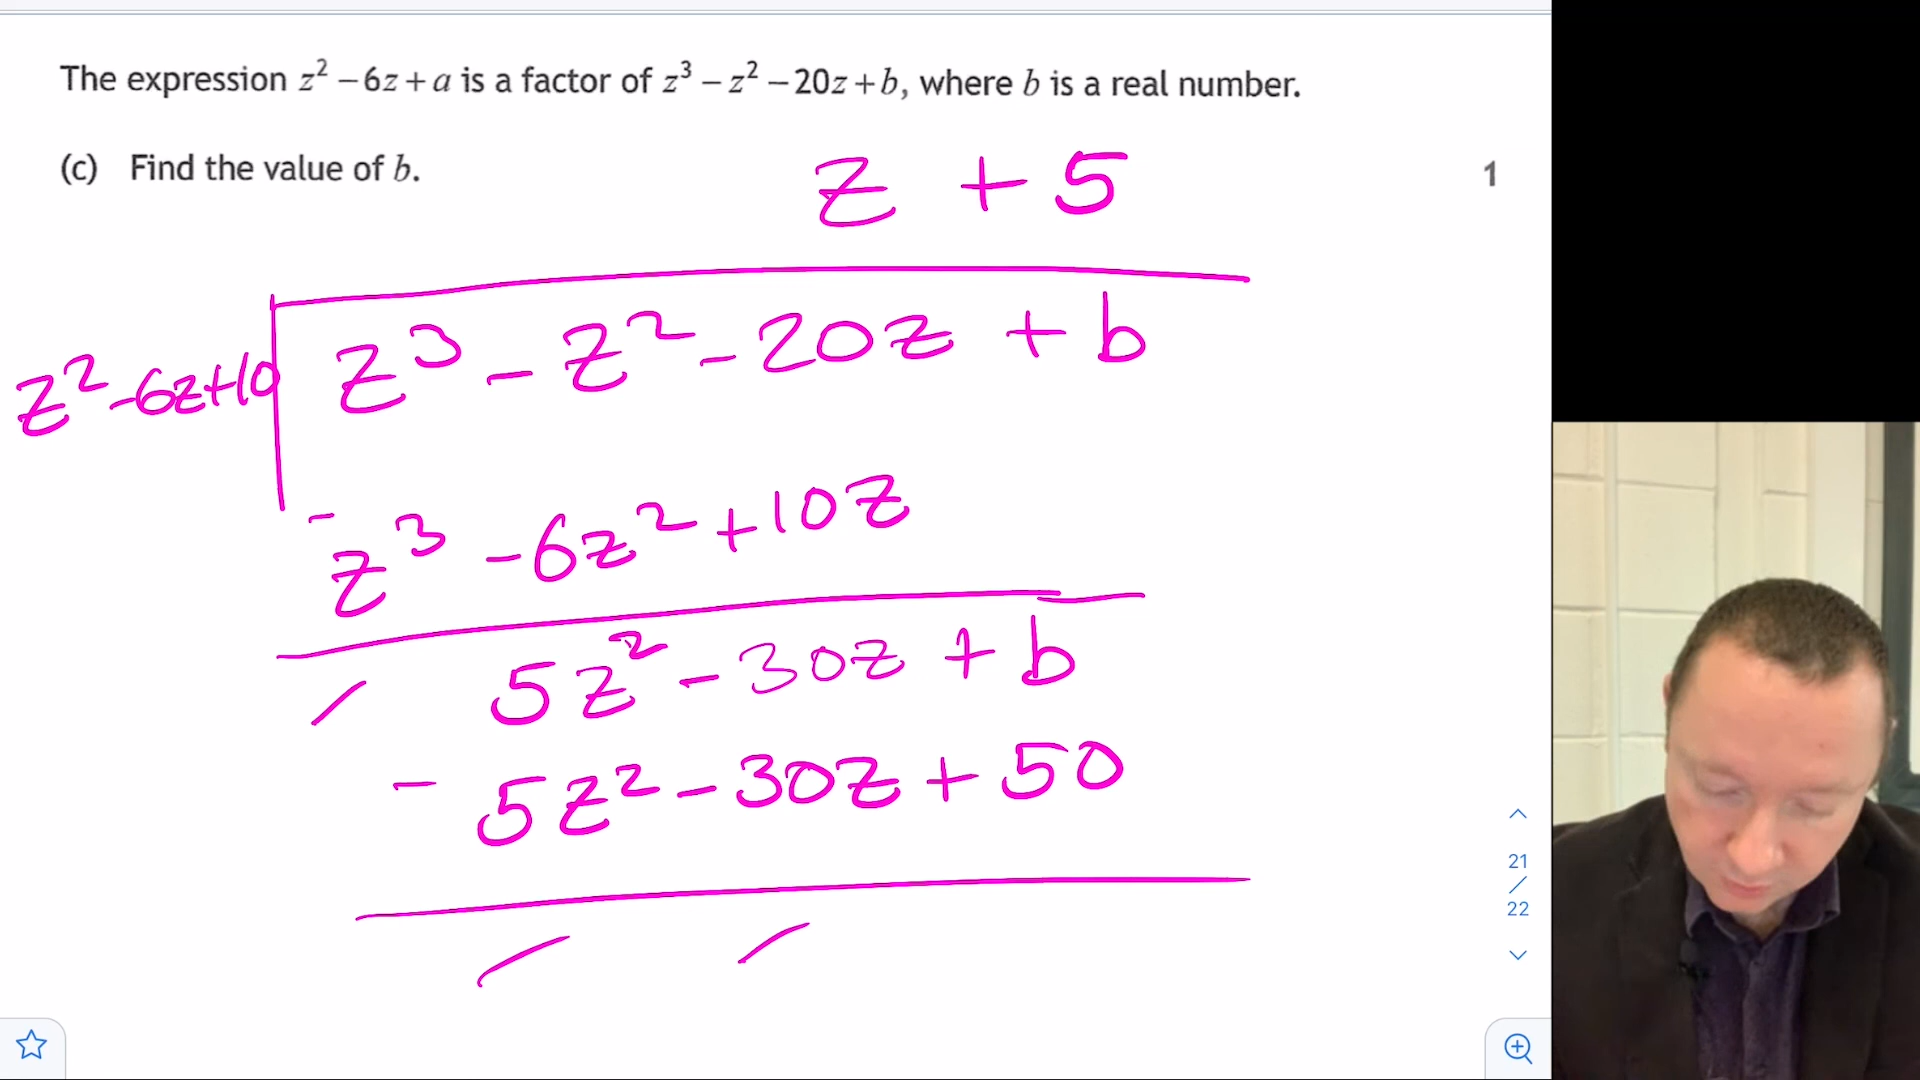 The expression z² – 6z + a is a factor of z³ – z² – 20z + b, where b is a real number.
(c) Find the value of b.
1
z + 5
z² - 6z + 10
z³ - z² - 20z + b
- z³ - 6z² + 10z
5z² - 30z + b
- 5z² - 30z + 50
21
/
22